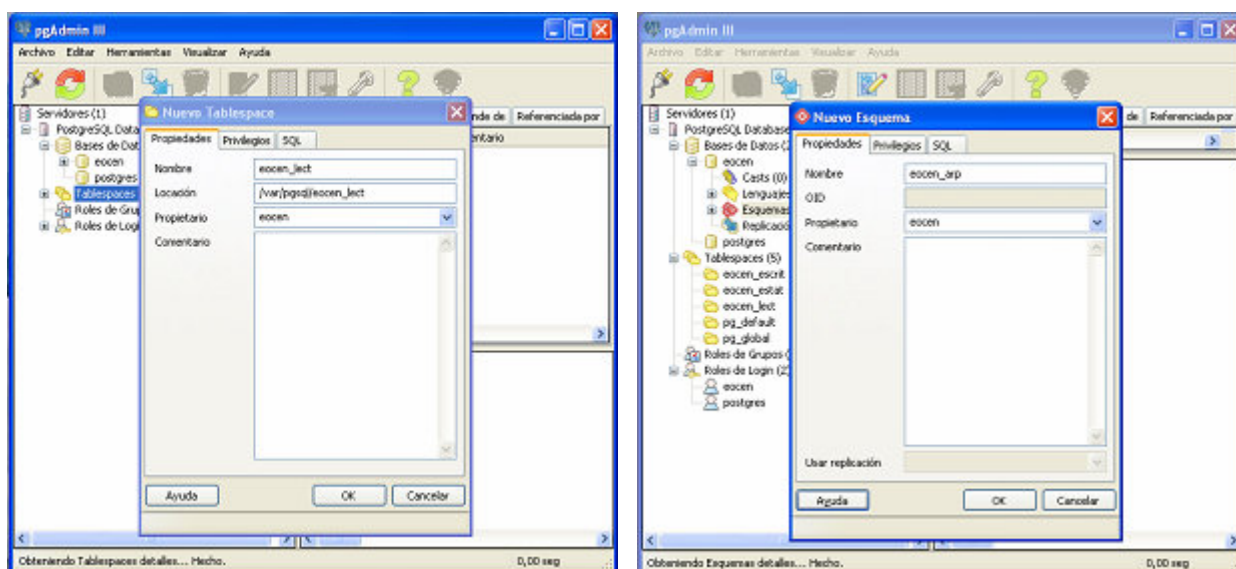 pgAdmin III
Archivo Editar Herramientas Visualizar Ayuda
Servidores (1)
PostgreSQL Data
Bases de Dat
eocen
postgres
Tablespaces
Roles de Gru
Roles de Logi
nde de Referenciada por
entario
Nuevo Tablespace
Propiedades Privilegios SQL
Nombre eocen_lect
Locación /var/pgsql/eocen_lect
Propietario eocen
Comentario
Ayuda OK Cancelar
Obteniendo Tablespaces detalles... Hecho. 0,00 seg
pgAdmin III
Archivo Editar Herramientas Visualizar Ayuda
Servidores (1)
PostgreSQL Database
Bases de Datos (2
eocen
Casts (0)
Lenguajes
Esquemas
Replicació
postgres
Tablespaces (5)
eocen_escrit
eocen_estat
eocen_lect
pg_default
pg_global
Roles de Grupos (
Roles de Login (2)
eocen
postgres
de Referenciada por
Nuevo Esquema
Propiedades Privilegios SQL
Nombre eocen_arp
OID
Propietario eocen
Comentario
Usar replicación
Ayuda OK Cancelar
Obteniendo Esquemas detalles... Hecho. 0,00 seg